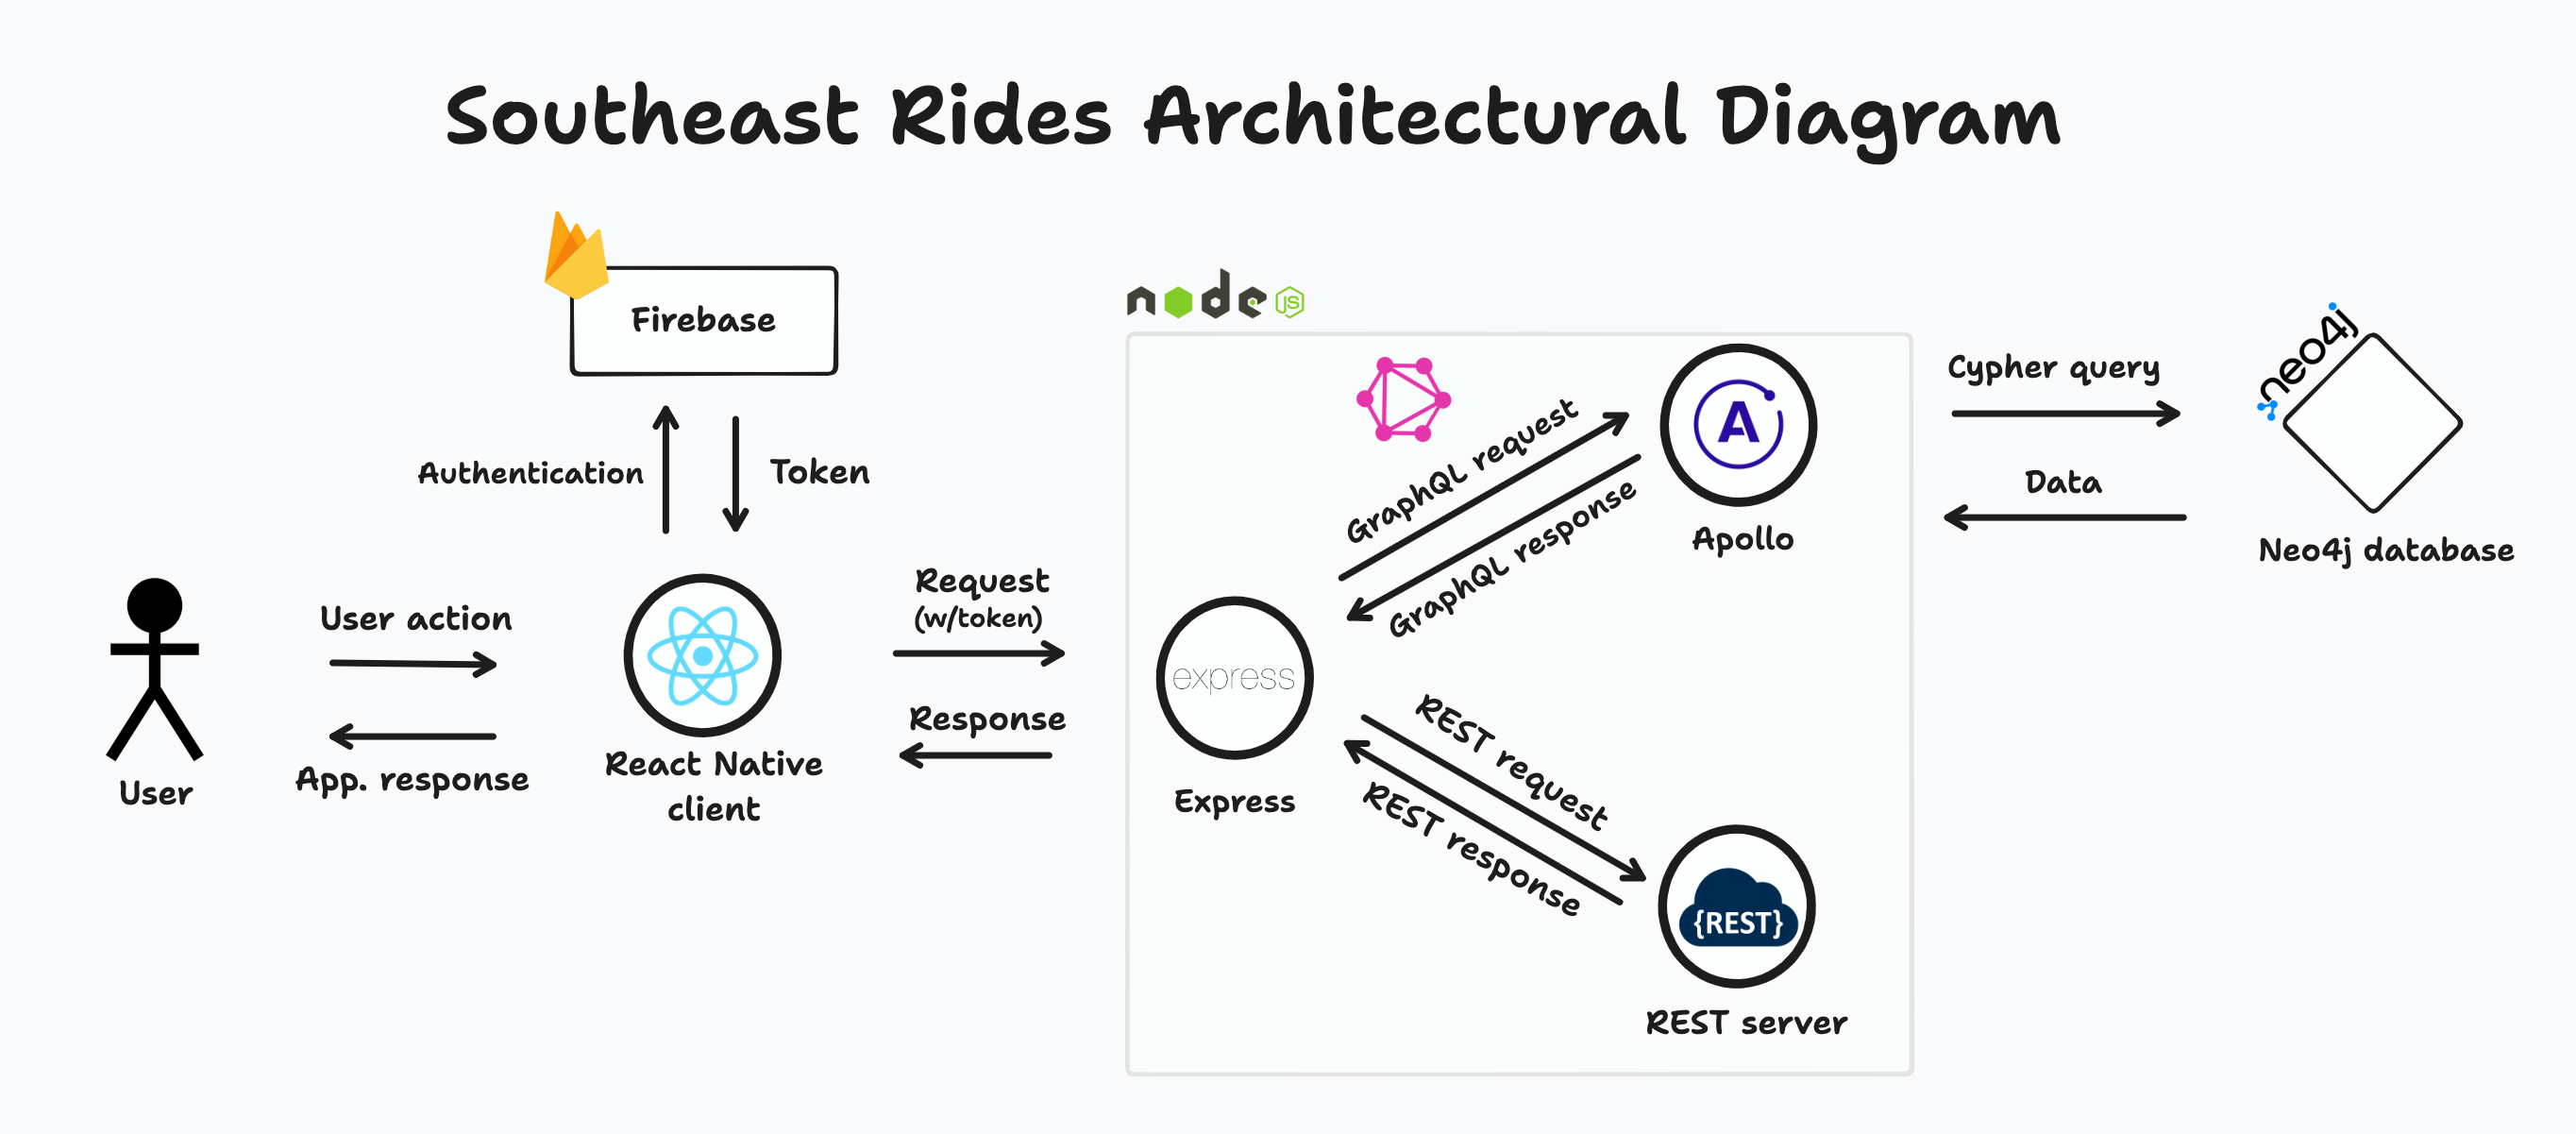 Southeast Rides Architectural Diagram
Firebase
Authentication
Token
User action
App. response
User
React Native
client
Request
(w/token)
Response
node
JS
GraphQL request
GraphQL response
A
Apollo
express
Express
REST request
REST response
{REST}
REST server
Cypher query
Data
neo4j
Neo4j database